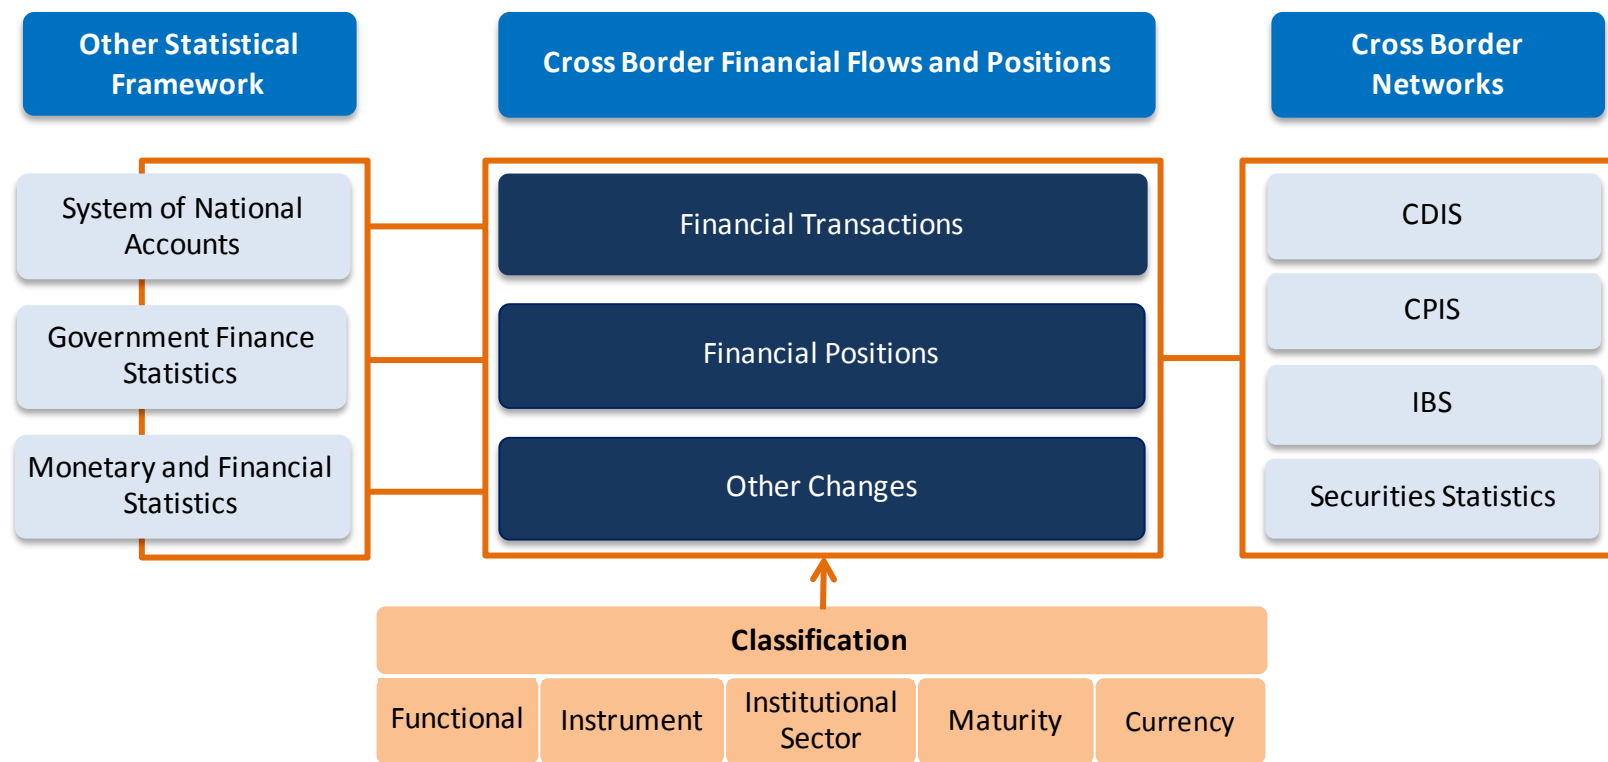 Other Statistical
Framework
Cross Border Financial Flows and Positions
Cross Border
Networks
System of National
Accounts
Government Finance
Statistics
Monetary and Financial
Statistics
Financial Transactions
Financial Positions
Other Changes
CDIS
CPIS
IBS
Securities Statistics
Classification
Functional
Instrument
Institutional
Sector
Maturity
Currency